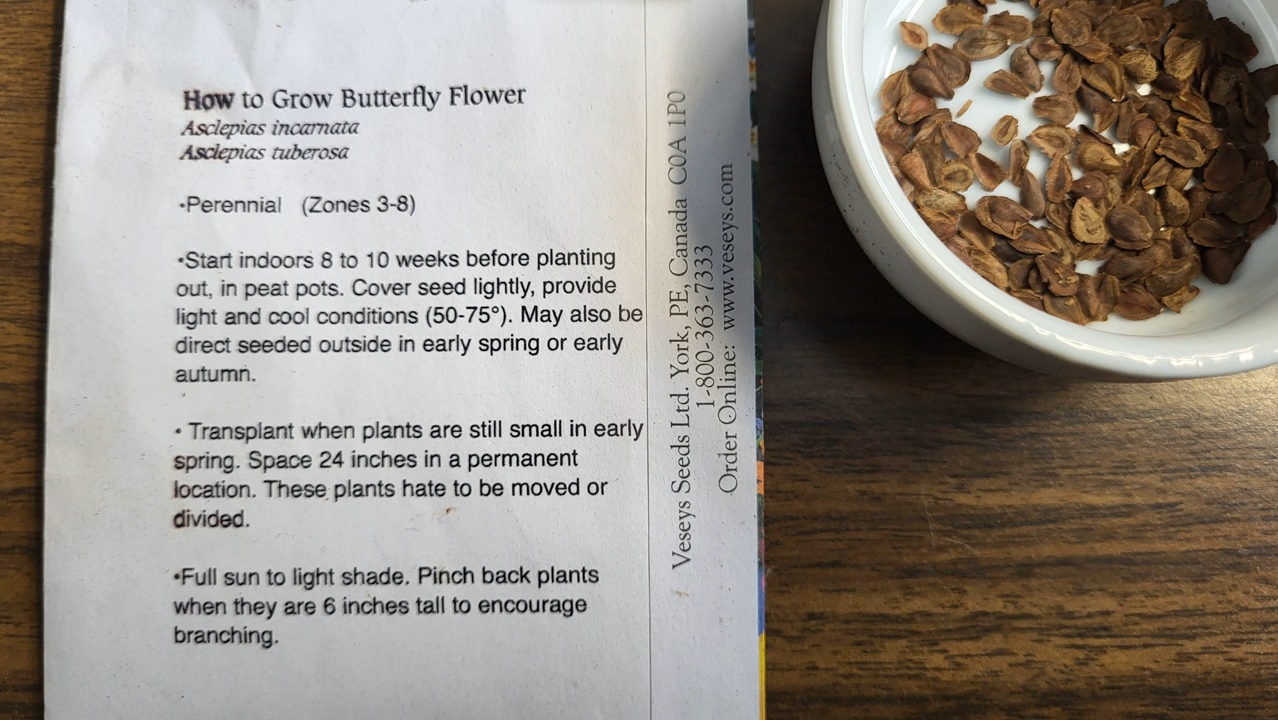 How to Grow Butterfly Flower
Asclepias incarnata
Asclepias tuberosa
•Perennial (Zones 3-8)
•Start indoors 8 to 10 weeks before planting
out, in peat pots. Cover seed lightly, provide
light and cool conditions (50-75°). May also be
direct seeded outside in early spring or early
autumn.
• Transplant when plants are still small in early
spring. Space 24 inches in a permanent
location. These plants hate to be moved or
divided.
•Full sun to light shade. Pinch back plants
when they are 6 inches tall to encourage
branching.
Veseys Seeds Ltd. York, PE, Canada C0A 1P0
1-800-363-7333
Order Online: www.veseys.com